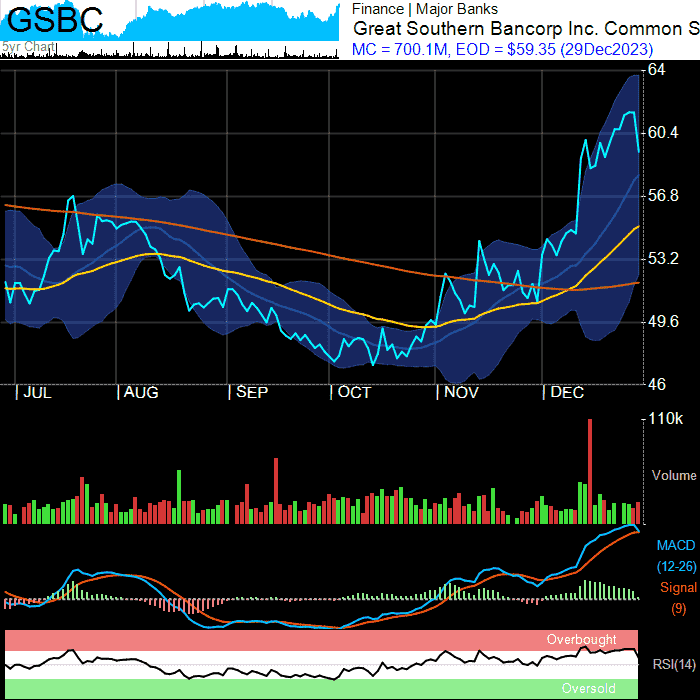 GSBC
5yr Chart
Finance | Major Banks
Great Southern Bancorp Inc. Common S
MC = 700.1M, EOD = $59.35 (29Dec2023)
64
60.4
56.8
53.2
49.6
46
JUL
AUG
SEP
OCT
NOV
DEC
110k
Volume
MACD
(12-26)
Signal
(9)
Overbought
RSI(14)
Oversold